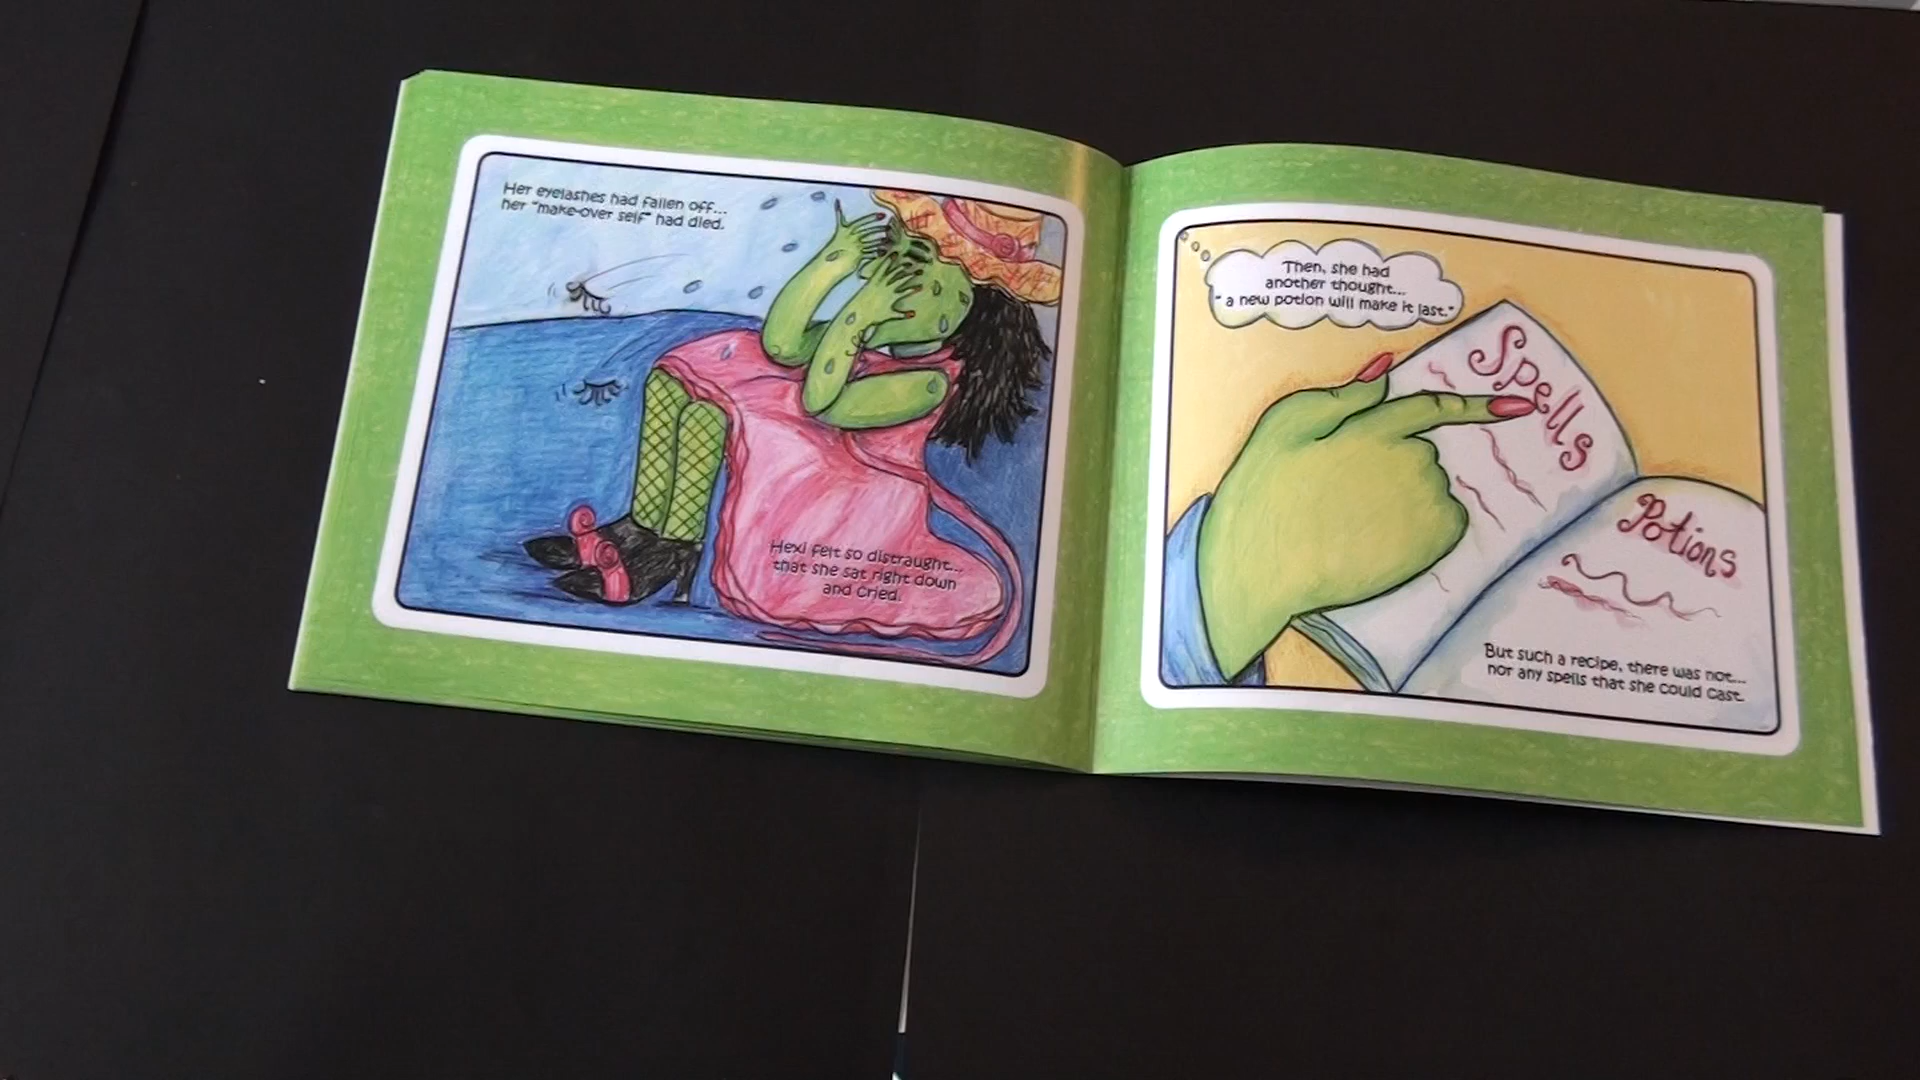 Her eyelashes had fallen off...
her "make-over self" had died.
Hexi felt so distraught...
that she sat right down
and cried.
Then, she had
another thought...
"a new potion will make it last."
Spells
Potions
But such a recipe, there was not...
nor any spells that she could cast.